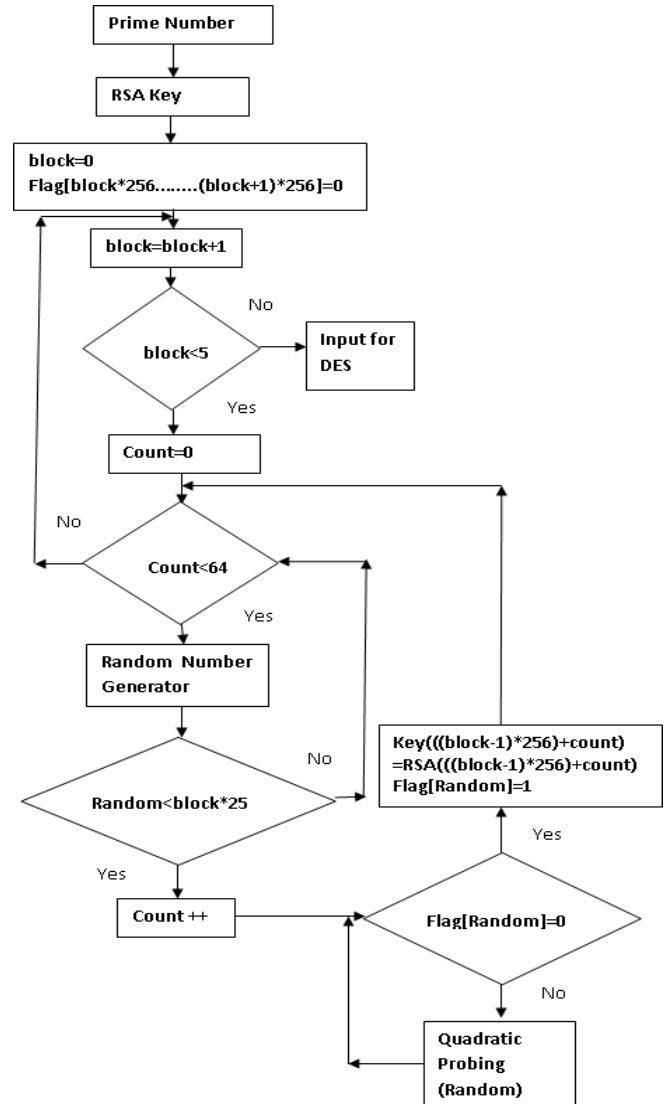 Prime Number
RSA Key
block=0
Flag[block*256........(block+1)*256]=0
block=block+1
No
block<5
Input for
DES
Yes
Count=0
No
Count<64
Yes
Random Number
Generator
No
Random<block*25
Yes
Count ++
Key(((block-1)*256)+count)
=RSA(((block-1)*256)+count)
Flag[Random]=1
Yes
Flag[Random]=0
No
Quadratic
Probing
(Random)